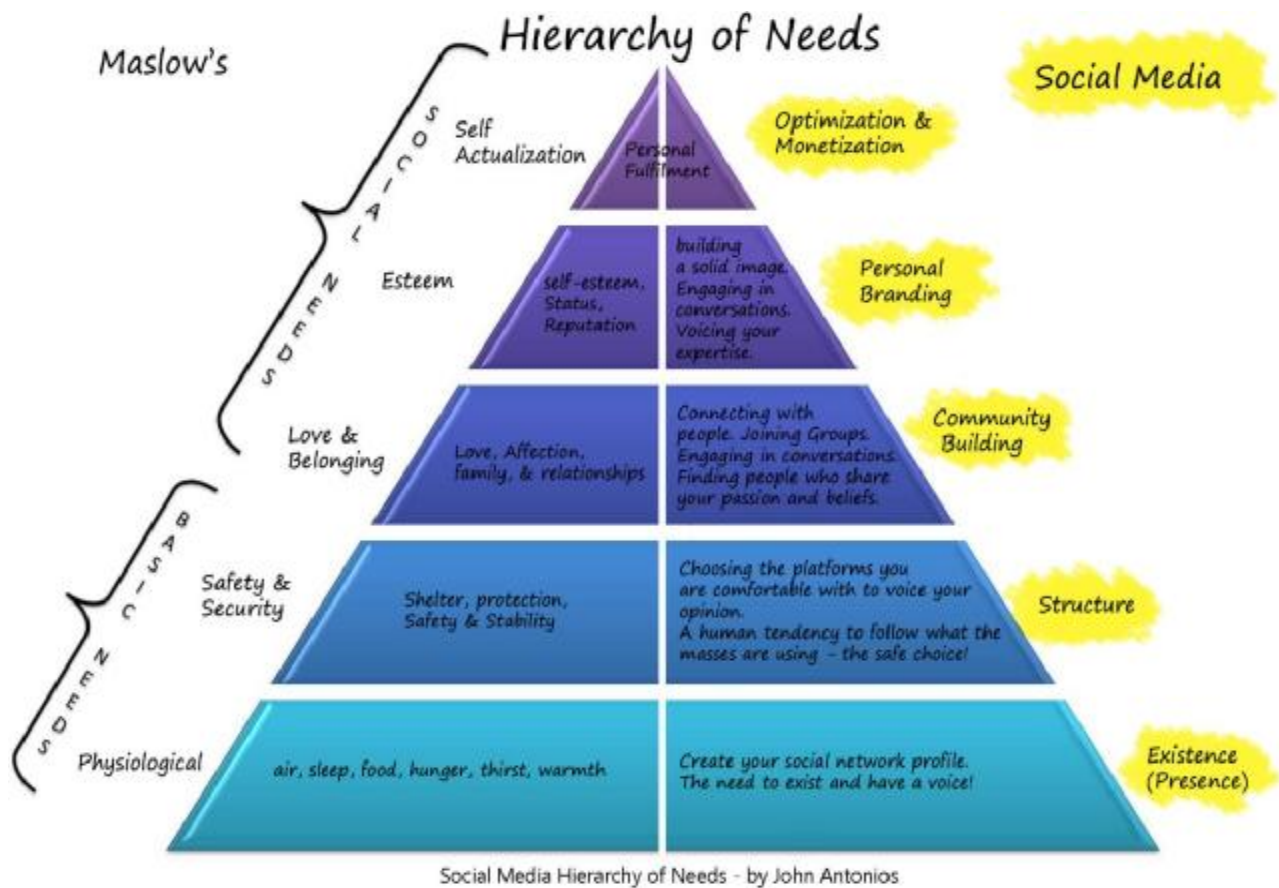 Hierarchy of Needs
Maslow's
Social Media
SOCIAL NEEDS
Self
Actualization
Personal
Fulfilment
Optimization &
Monetization
Esteem
self-esteem,
Status,
Reputation
building
a solid image.
Engaging in
conversations.
Voicing your
expertise.
Personal
Branding
Love &
Belonging
Love, Affection,
family, & relationships
Connecting with
people. Joining Groups.
Engaging in conversations.
Finding people who share
your passion and beliefs.
Community
Building
BASIC NEEDS
Safety &
Security
Shelter, protection,
Safety & Stability
Choosing the platforms you
are comfortable with to voice your
opinion.
A human tendency to follow what the
masses are using - the safe choice!
Structure
Physiological
air, sleep, food, hunger, thirst, warmth
Create your social network profile.
The need to exist and have a voice!
Existence
(Presence)
Social Media Hierarchy of Needs - by John Antonios